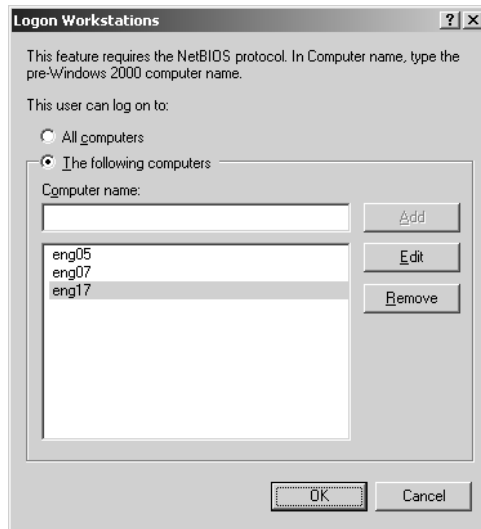 Logon Workstations
This feature requires the NetBIOS protocol. In Computer name, type the
pre-Windows 2000 computer name.
This user can log on to:
All computers
The following computers
Computer name:
Add
eng05
eng07
eng17
Edit
Remove
OK
Cancel